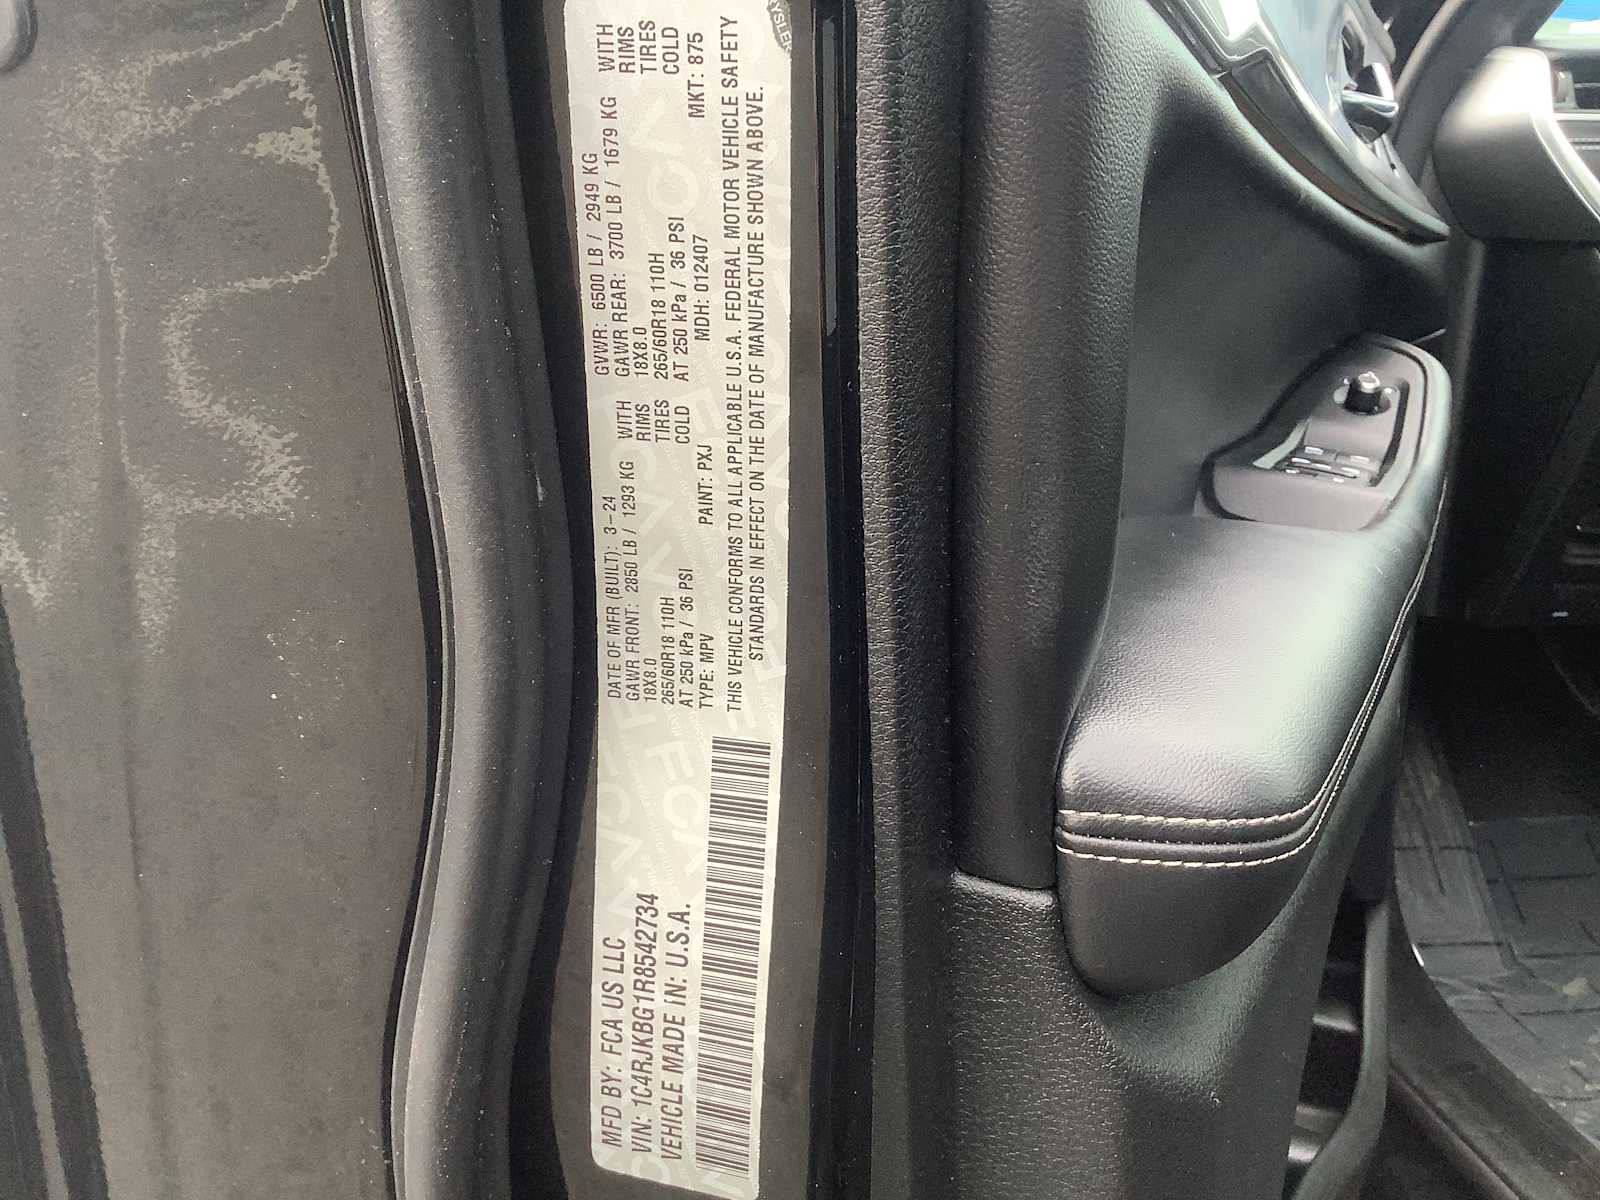 MFD BY: FCA US LLC
VIN: 1C4RJKBG1R8542734
VEHICLE MADE IN: U.S.A.
DATE OF MFR (BUILT): 3-24
GAWR FRONT: 2850 LB / 1293 KG WITH
18X8.0 RIMS
265/60R18 110H TIRES
AT 250 kPa / 36 PSI COLD
TYPE: MPV PAINT: PXJ
GVWR: 6500 LB / 2949 KG
GAWR REAR: 3700 LB / 1679 KG WITH
18X8.0 RIMS
265/60R18 110H TIRES
AT 250 kPa / 36 PSI COLD
MDH: 012407 MKT: 875
THIS VEHICLE CONFORMS TO ALL APPLICABLE U.S.A. FEDERAL MOTOR VEHICLE SAFETY
STANDARDS IN EFFECT ON THE DATE OF MANUFACTURE SHOWN ABOVE.